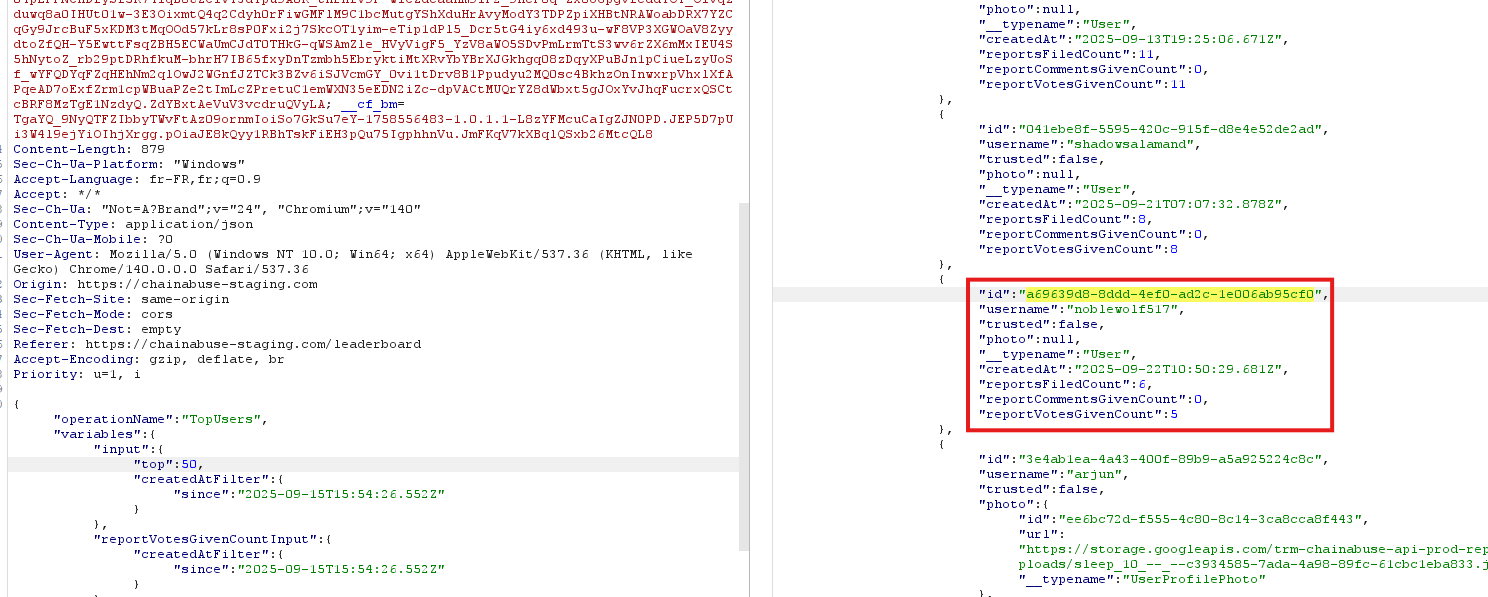 duwq8a0IHUt01w-3E3OixmtQ4q2Cdyh0rFiwGMF1M9C1bcMutgYShXduHrAvyModY3TDPZpiXHBtNRAWoabDRX7YZC
qGy9JrcBuF5xKDM3tMqOOd57kLr8sPDFxi2j7SkcOT1yim-eTip1dP15_Dcr5tG4iy6xd493u-wF8VP3XGWOaV8Zyy
dtoZfQH-Y5EwttFsqZBH5ECWaUmCJdTOTHkG-qWSAmZle_HVyVigF5_YzV8aWO5SDvPmLrmTtS3wv6rZX6mMxIEU4S
5hNytoZ_rb29ptDRhfkuM-bhrH7IB65fxyDnTzmbh5EbryktiMtXRvYbYBrXJGkhgq08zDqyXPuBJn1pCiueLzyUoS
f_wYFQDYqFZqHEhNm2q1OwJ2WGnfJZTCk3BZv6iSJVcmGY_Ovi1tDrv8B1Ppudyu2MQ0sc4BkhzOnInwxrpVhx1XfA
PqeAD7oExfZrm1cpWBuaPZe2tImLcZPretuC1emWXN35eEDN2iZc-dpVACtMUQrYZ8dWbxt5gJOxYvJhqFucrxQSCt
cBRF8MzTgE1NzdyQ.ZdYBxtAeVuV3vcdruQVyLA; __cf_bm=
TgaYQ_9NyQTFZIbbyTWvFtAz09ornmIoiSo7GkSu7eY-1758556483-1.0.1.1-L8zYFMcuCaIgZJN0PD.JEP5D7pU
i3W419ejYiOIhjXrgg.pOiaJE8kQyy1RBhTskFiEH3pQu75IgphhnVu.JmFKqV7kXBqlQSxb26MtcQL8
Content-Length: 879
Sec-Ch-Ua-Platform: "Windows"
Accept-Language: fr-FR,fr;q=0.9
Accept: */*
Sec-Ch-Ua: "Not=A?Brand";v="24", "Chromium";v="140"
Content-Type: application/json
Sec-Ch-Ua-Mobile: ?0
User-Agent: Mozilla/5.0 (Windows NT 10.0; Win64; x64) AppleWebKit/537.36 (KHTML, like
Gecko) Chrome/140.0.0.0 Safari/537.36
Origin: https://chainabuse-staging.com
Sec-Fetch-Site: same-origin
Sec-Fetch-Mode: cors
Sec-Fetch-Dest: empty
Referer: https://chainabuse-staging.com/leaderboard
Accept-Encoding: gzip, deflate, br
Priority: u=1, i
{
"operationName":"TopUsers",
"variables":{
"input":{
"top":50,
"createdAtFilter":{
"since":"2025-09-15T15:54:26.552Z"
}
},
"reportVotesGivenCountInput":{
"createdAtFilter":{
"since":"2025-09-15T15:54:26.552Z"
}
"photo":null,
"__typename":"User",
"createdAt":"2025-09-13T19:25:06.671Z",
"reportsFiledCount":11,
"reportCommentsGivenCount":0,
"reportVotesGivenCount":11
},
{
"id":"041ebe8f-5595-420c-915f-d8e4e52de2ad",
"username":"shadowsalamand",
"trusted":false,
"photo":null,
"__typename":"User",
"createdAt":"2025-09-21T07:07:32.878Z",
"reportsFiledCount":8,
"reportCommentsGivenCount":0,
"reportVotesGivenCount":8
},
{
"id":"a69639d8-8ddd-4ef0-ad2c-1e006ab95cf0",
"username":"noblewolf517",
"trusted":false,
"photo":null,
"__typename":"User",
"createdAt":"2025-09-22T10:50:29.681Z",
"reportsFiledCount":6,
"reportCommentsGivenCount":0,
"reportVotesGivenCount":5
},
{
"id":"3e4ab1ea-4a43-400f-89b9-a5a925224c8c",
"username":"arjun",
"trusted":false,
"photo":{
"id":"ee6bc72d-f555-4c80-8c14-3ca8cca8f443",
"url":
"https://storage.googleapis.com/trm-chainabuse-api-prod-rep
ploads/sleep_10_--_--c3934585-7ada-4a98-89fc-61cbc1eba833.j
"__typename":"UserProfilePhoto"
},